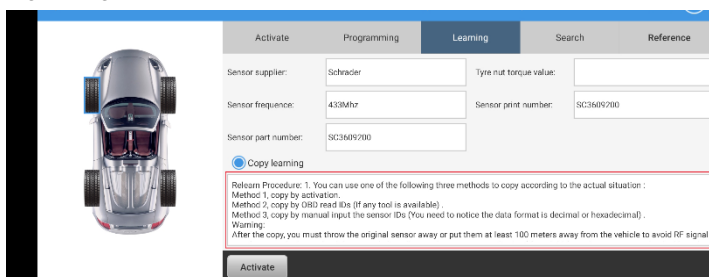 Activate Programming Learning Search Reference
Sensor supplier: Schrader Tyre nut torque value:
Sensor frequence: 433Mhz Sensor print number: SC3609200
Sensor part number: SC3609200
Copy learning
Relearn Procedure: 1. You can use one of the following three methods to copy according to the actual situation :
Method 1, copy by activation.
Method 2, copy by OBD read IDs (If any tool is available) .
Method 3, copy by manual input the sensor IDs (You need to notice the data format is decimal or hexadecimal) .
Warning:
After the copy, you must throw the original sensor away or put them at least 100 meters away from the vehicle to avoid RF signal
Activate